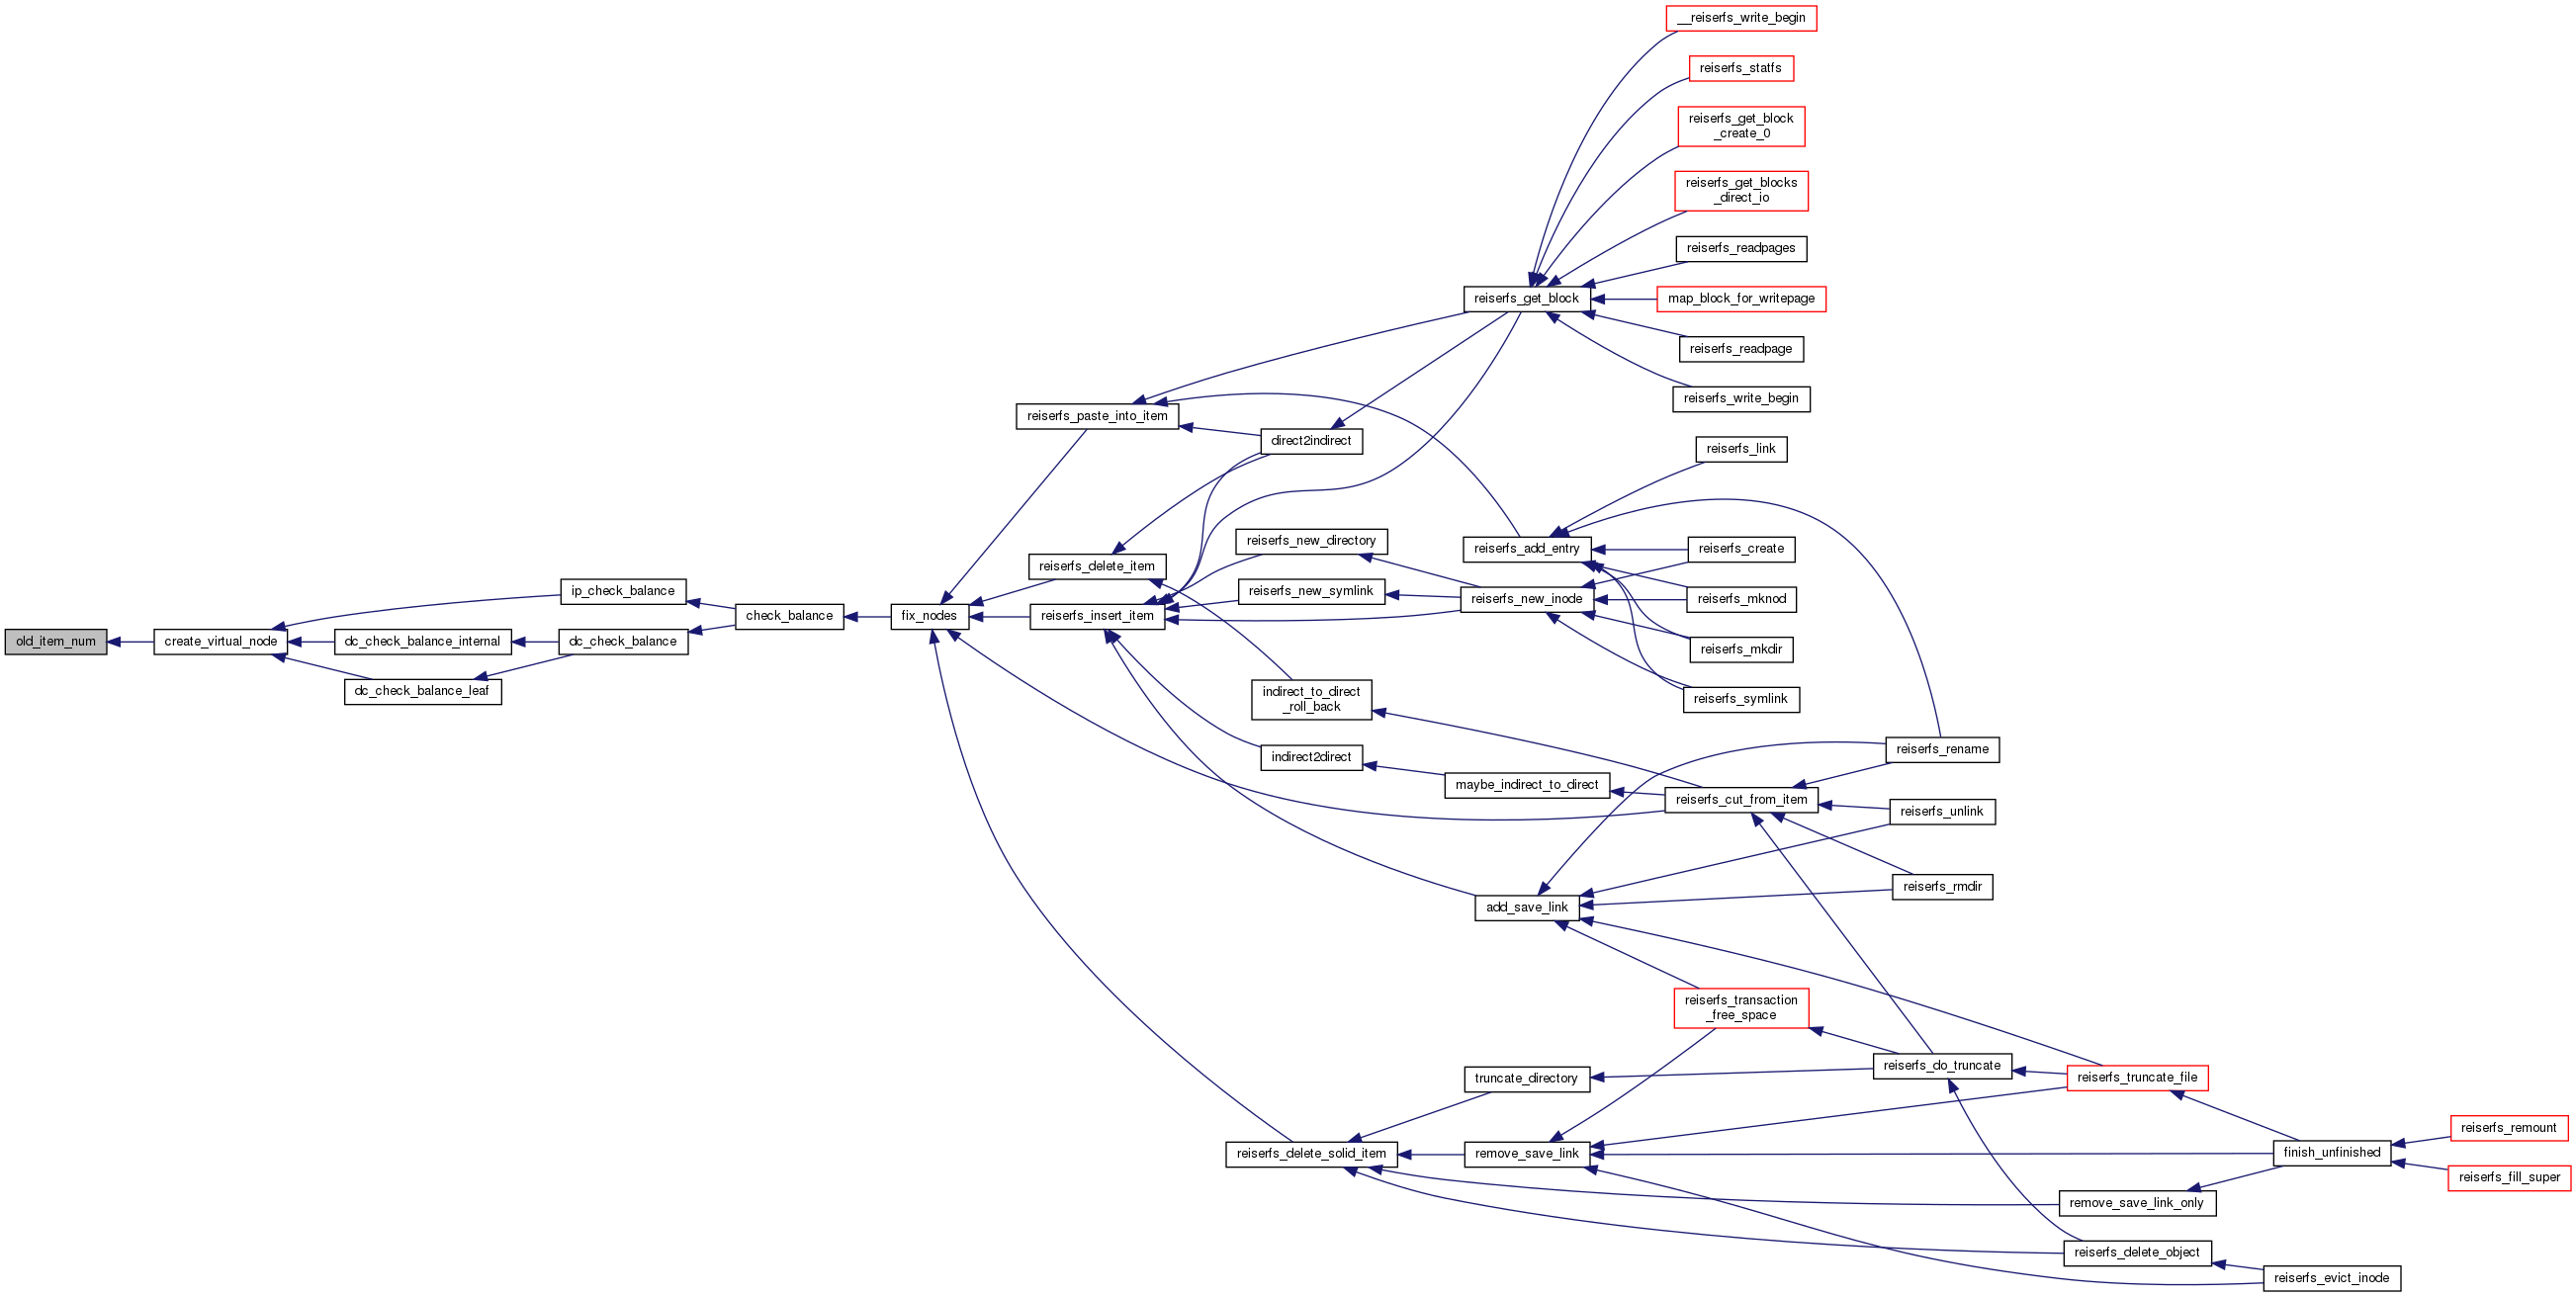 __reiserfs_write_begin
reiserfs_statfs
reiserfs_get_block
_create_0
reiserfs_get_blocks
_direct_io
reiserfs_readpages
reiserfs_get_block
map_block_for_writepage
reiserfs_readpage
reiserfs_write_begin
reiserfs_paste_into_item
direct2indirect
reiserfs_link
reiserfs_new_directory
reiserfs_add_entry
reiserfs_create
reiserfs_delete_item
ip_check_balance
reiserfs_new_symlink
reiserfs_new_inode
reiserfs_mknod
check_balance
fix_nodes
reiserfs_insert_item
old_item_num
create_virtual_node
dc_check_balance_internal
dc_check_balance
reiserfs_mkdir
dc_check_balance_leaf
indirect_to_direct
_roll_back
reiserfs_symlink
reiserfs_rename
indirect2direct
maybe_indirect_to_direct
reiserfs_cut_from_item
reiserfs_unlink
reiserfs_rmdir
add_save_link
reiserfs_transaction
_free_space
reiserfs_do_truncate
truncate_directory
reiserfs_truncate_file
reiserfs_remount
reiserfs_delete_solid_item
remove_save_link
finish_unfinished
reiserfs_fill_super
remove_save_link_only
reiserfs_delete_object
reiserfs_evict_inode